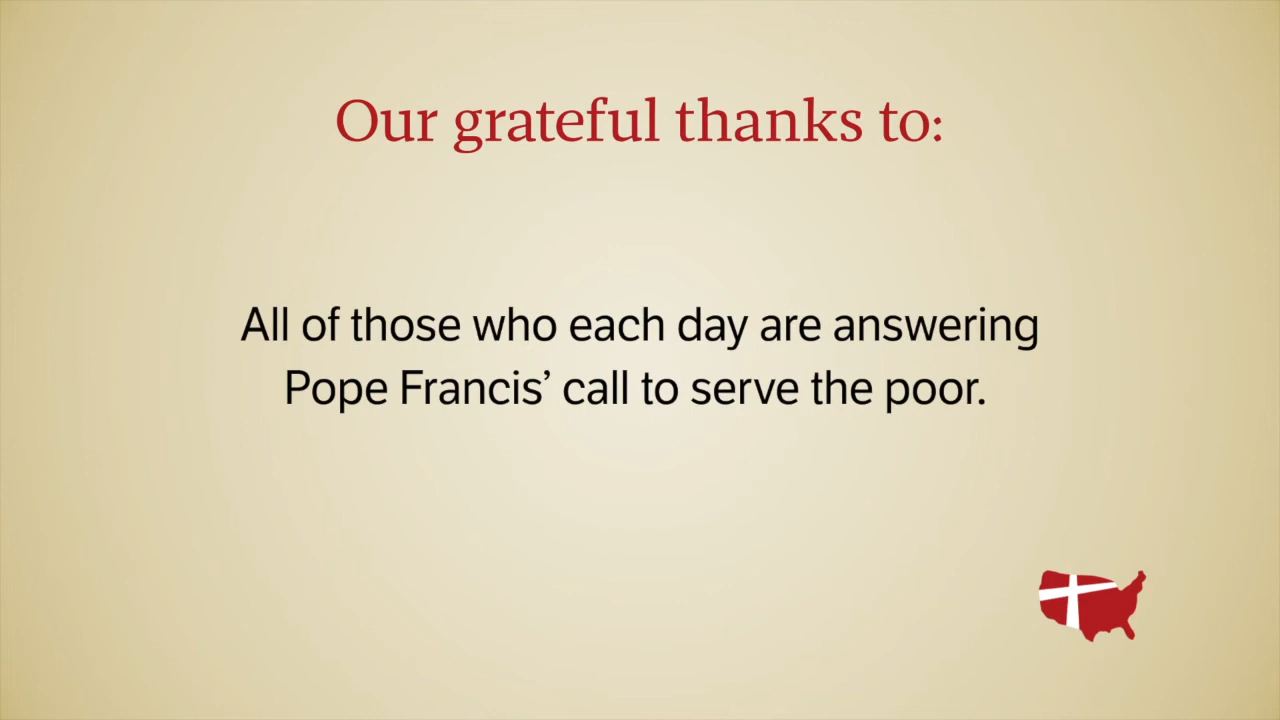 Our grateful thanks to:
All of those who each day are answering
Pope Francis’ call to serve the poor.